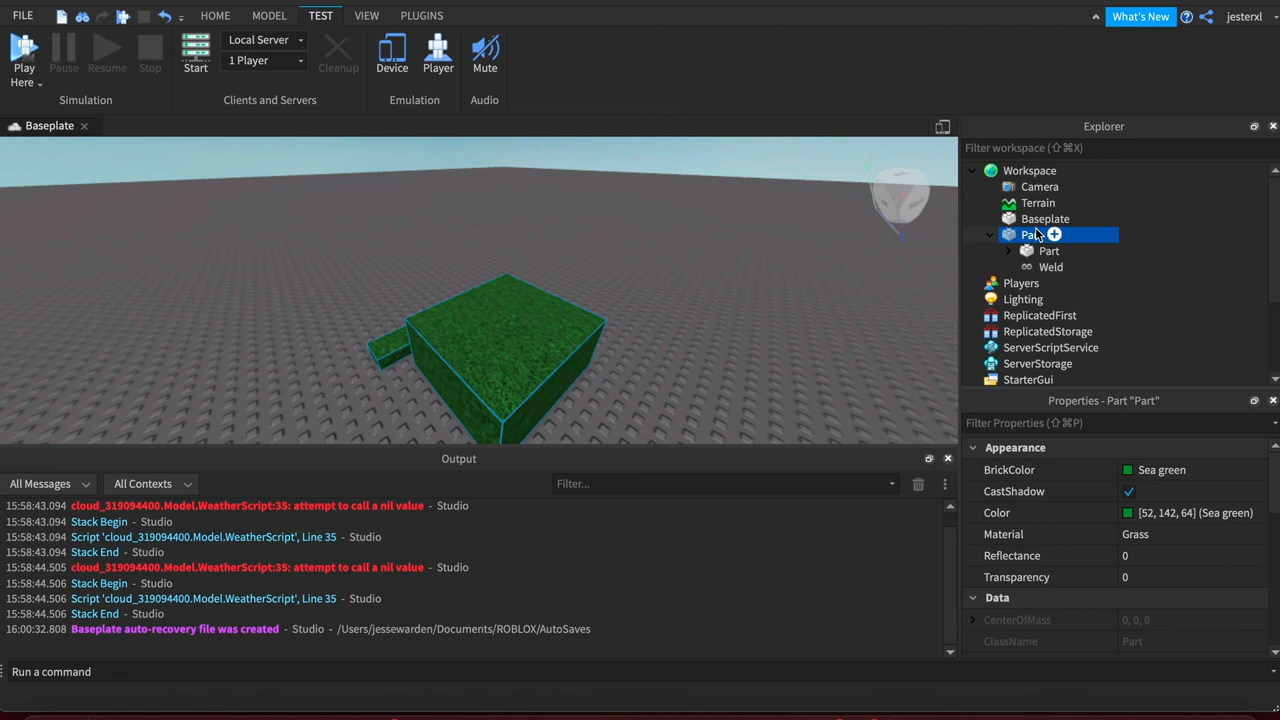 FILE HOME MODEL TEST VIEW PLUGINS What's New jesterxl
Local Server
1 Player
Play Here Pause Resume Stop Start Cleanup Device Player Mute
Simulation Clients and Servers Emulation Audio
Baseplate
Explorer
Filter workspace (⇧⌘X)
Workspace
Camera
Terrain
Baseplate
Part
Part
Weld
Players
Lighting
ReplicatedFirst
ReplicatedStorage
ServerScriptService
ServerStorage
StarterGui
Properties - Part "Part"
Filter Properties (⇧⌘P)
Appearance
BrickColor Sea green
CastShadow
Color [52, 142, 64] (Sea green)
Material Grass
Reflectance 0
Transparency 0
Data
CenterOfMass 0, 0, 0
ClassName Part
Output
All Messages All Contexts Filter...
15:58:43.094 cloud_319094400.Model.WeatherScript:35: attempt to call a nil value - Studio
15:58:43.094 Stack Begin - Studio
15:58:43.094 Script 'cloud_319094400.Model.WeatherScript', Line 35 - Studio
15:58:43.094 Stack End - Studio
15:58:44.505 cloud_319094400.Model.WeatherScript:35: attempt to call a nil value - Studio
15:58:44.506 Stack Begin - Studio
15:58:44.506 Script 'cloud_319094400.Model.WeatherScript', Line 35 - Studio
15:58:44.506 Stack End - Studio
16:00:32.808 Baseplate auto-recovery file was created - Studio - /Users/jessewarden/Documents/ROBLOX/AutoSaves
Run a command